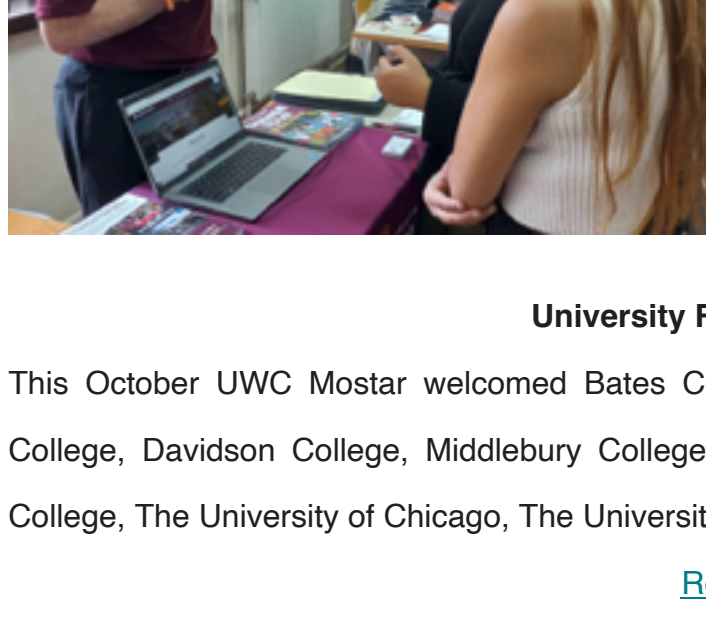 University
This October UWC Mostar welcomed Bates
College, Davidson College, Middlebury College
College, The University of Chicago, The